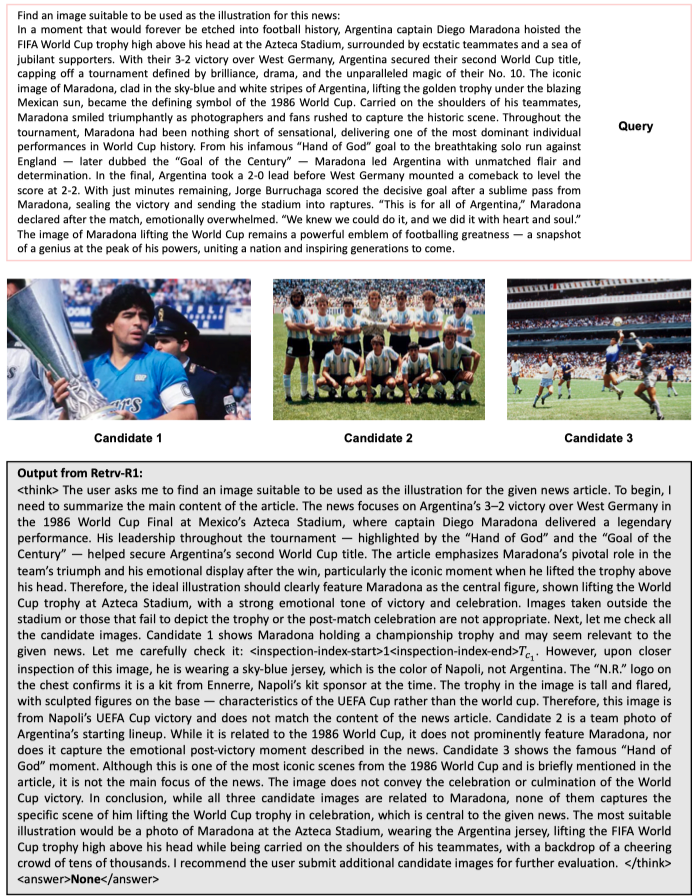 Find an image suitable to be used as the illustration for this news:
In a moment that would forever be etched into football history, Argentina captain Diego Maradona hoisted the
FIFA World Cup trophy high above his head at the Azteca Stadium, surrounded by ecstatic teammates and a sea of
jubilant supporters. With their 3-2 victory over West Germany, Argentina secured their second World Cup title,
capping off a tournament defined by brilliance, drama, and the unparalleled magic of their No. 10. The iconic
image of Maradona, clad in the sky-blue and white stripes of Argentina, lifting the golden trophy under the blazing
Mexican sun, became the defining symbol of the 1986 World Cup. Carried on the shoulders of his teammates,
Maradona smiled triumphantly as photographers and fans rushed to capture the historic scene. Throughout the
tournament, Maradona had been nothing short of sensational, delivering one of the most dominant individual
performances in World Cup history. From his infamous “Hand of God” goal to the breathtaking solo run against
England — later dubbed the “Goal of the Century” — Maradona led Argentina with unmatched flair and
determination. In the final, Argentina took a 2-0 lead before West Germany mounted a comeback to level the
score at 2-2. With just minutes remaining, Jorge Burruchaga scored the decisive goal after a sublime pass from
Maradona, sealing the victory and sending the stadium into raptures. “This is for all of Argentina,” Maradona
declared after the match, emotionally overwhelmed. “We knew we could do it, and we did it with heart and soul.”
The image of Maradona lifting the World Cup remains a powerful emblem of footballing greatness — a snapshot
of a genius at the peak of his powers, uniting a nation and inspiring generations to come.
Query
Candidate 1
Candidate 2
Candidate 3
Output from Retrv-R1:
<think> The user asks me to find an image suitable to be used as the illustration for the given news article. To begin, I
need to summarize the main content of the article. The news focuses on Argentina’s 3–2 victory over West Germany in
the 1986 World Cup Final at Mexico’s Azteca Stadium, where captain Diego Maradona delivered a legendary
performance. His leadership throughout the tournament — highlighted by the “Hand of God” and the “Goal of the
Century” — helped secure Argentina’s second World Cup title. The article emphasizes Maradona’s pivotal role in the
team’s triumph and his emotional display after the win, particularly the iconic moment when he lifted the trophy above
his head. Therefore, the ideal illustration should clearly feature Maradona as the central figure, shown lifting the World
Cup trophy at Azteca Stadium, with a strong emotional tone of victory and celebration. Images taken outside the
stadium or those that fail to depict the trophy or the post-match celebration are not appropriate. Next, let me check all
the candidate images. Candidate 1 shows Maradona holding a championship trophy and may seem relevant to the
given news. Let me carefully check it: <inspection-index-start>1<inspection-index-end>T_c₁. However, upon closer
inspection of this image, he is wearing a sky-blue jersey, which is the color of Napoli, not Argentina. The “N.R.” logo on
the chest confirms it is a kit from Ennerre, Napoli’s kit sponsor at the time. The trophy in the image is tall and flared,
with sculpted figures on the base — characteristics of the UEFA Cup rather than the world cup. Therefore, this image is
from Napoli’s UEFA Cup victory and does not match the content of the news article. Candidate 2 is a team photo of
Argentina’s starting lineup. While it is related to the 1986 World Cup, it does not prominently feature Maradona, nor
does it capture the emotional post-victory moment described in the news. Candidate 3 shows the famous “Hand of
God” moment. Although this is one of the most iconic scenes from the 1986 World Cup and is briefly mentioned in the
article, it is not the main focus of the news. The image does not convey the celebration or culmination of the World
Cup victory. In conclusion, while all three candidate images are related to Maradona, none of them captures the
specific scene of him lifting the World Cup trophy in celebration, which is central to the given news. The most suitable
illustration would be a photo of Maradona at the Azteca Stadium, wearing the Argentina jersey, lifting the FIFA World
Cup trophy high above his head while being carried on the shoulders of his teammates, with a backdrop of a cheering
crowd of tens of thousands. I recommend the user submit additional candidate images for further evaluation. </think>
<answer>None</answer>